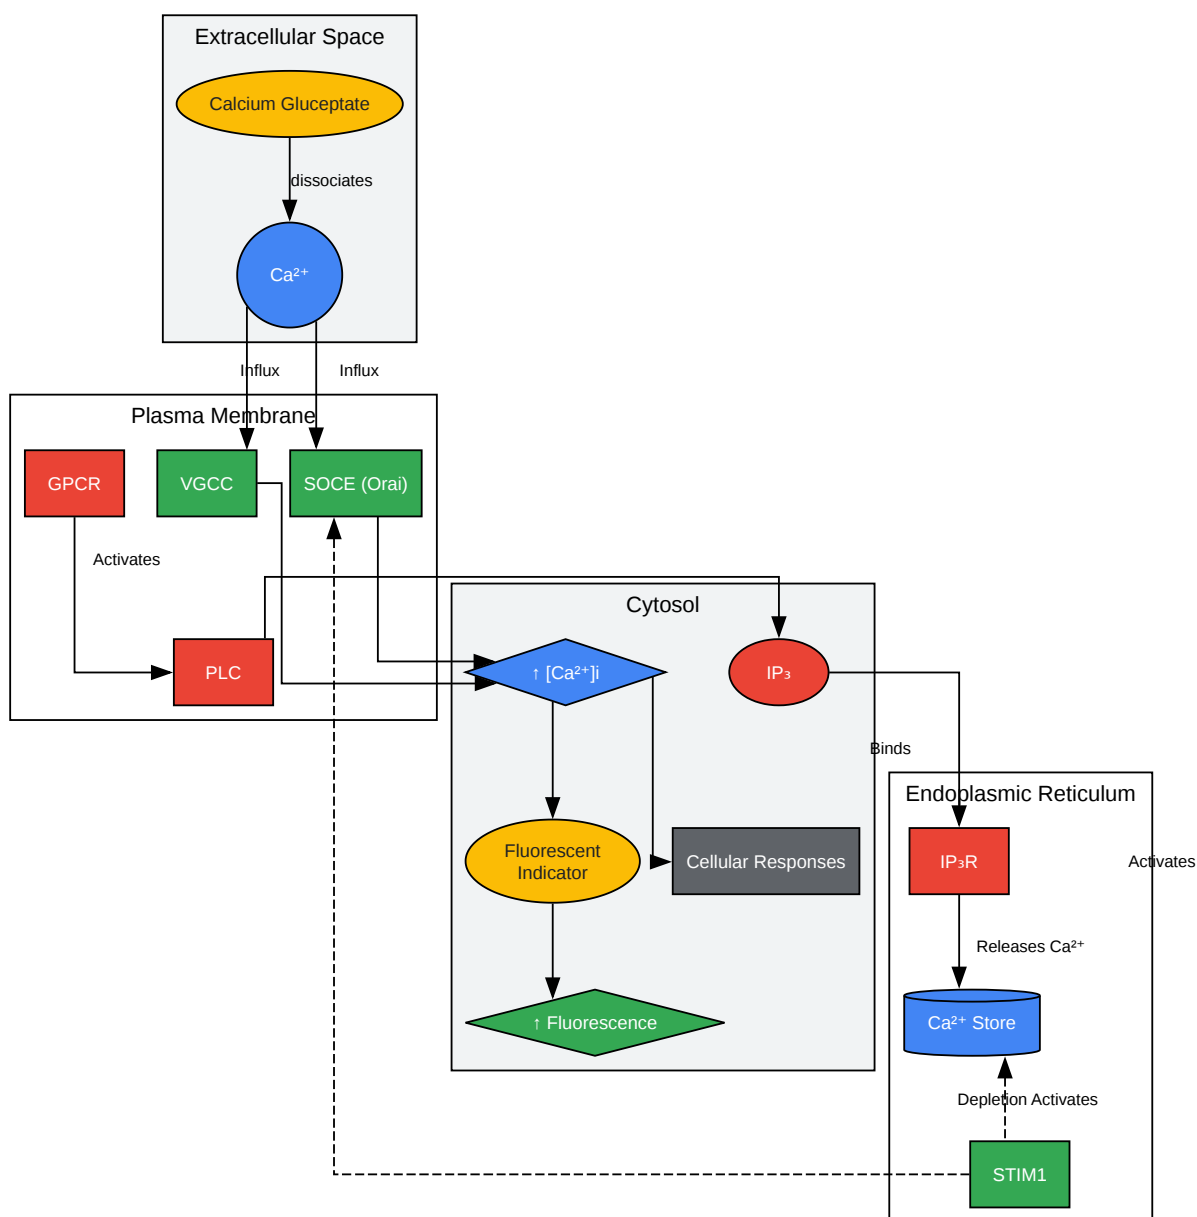 Extracellular Space
Calcium Gluceptate
dissociates
Ca²⁺
Influx
Influx
Plasma Membrane
GPCR
VGCC
SOCE (Orai)
Activates
PLC
Cytosol
↑ [Ca²⁺]i
IP₃
Binds
Endoplasmic Reticulum
Fluorescent
Indicator
Cellular Responses
IP₃R
Activates
Releases Ca²⁺
Ca²⁺ Store
↑ Fluorescence
Depletion Activates
STIM1